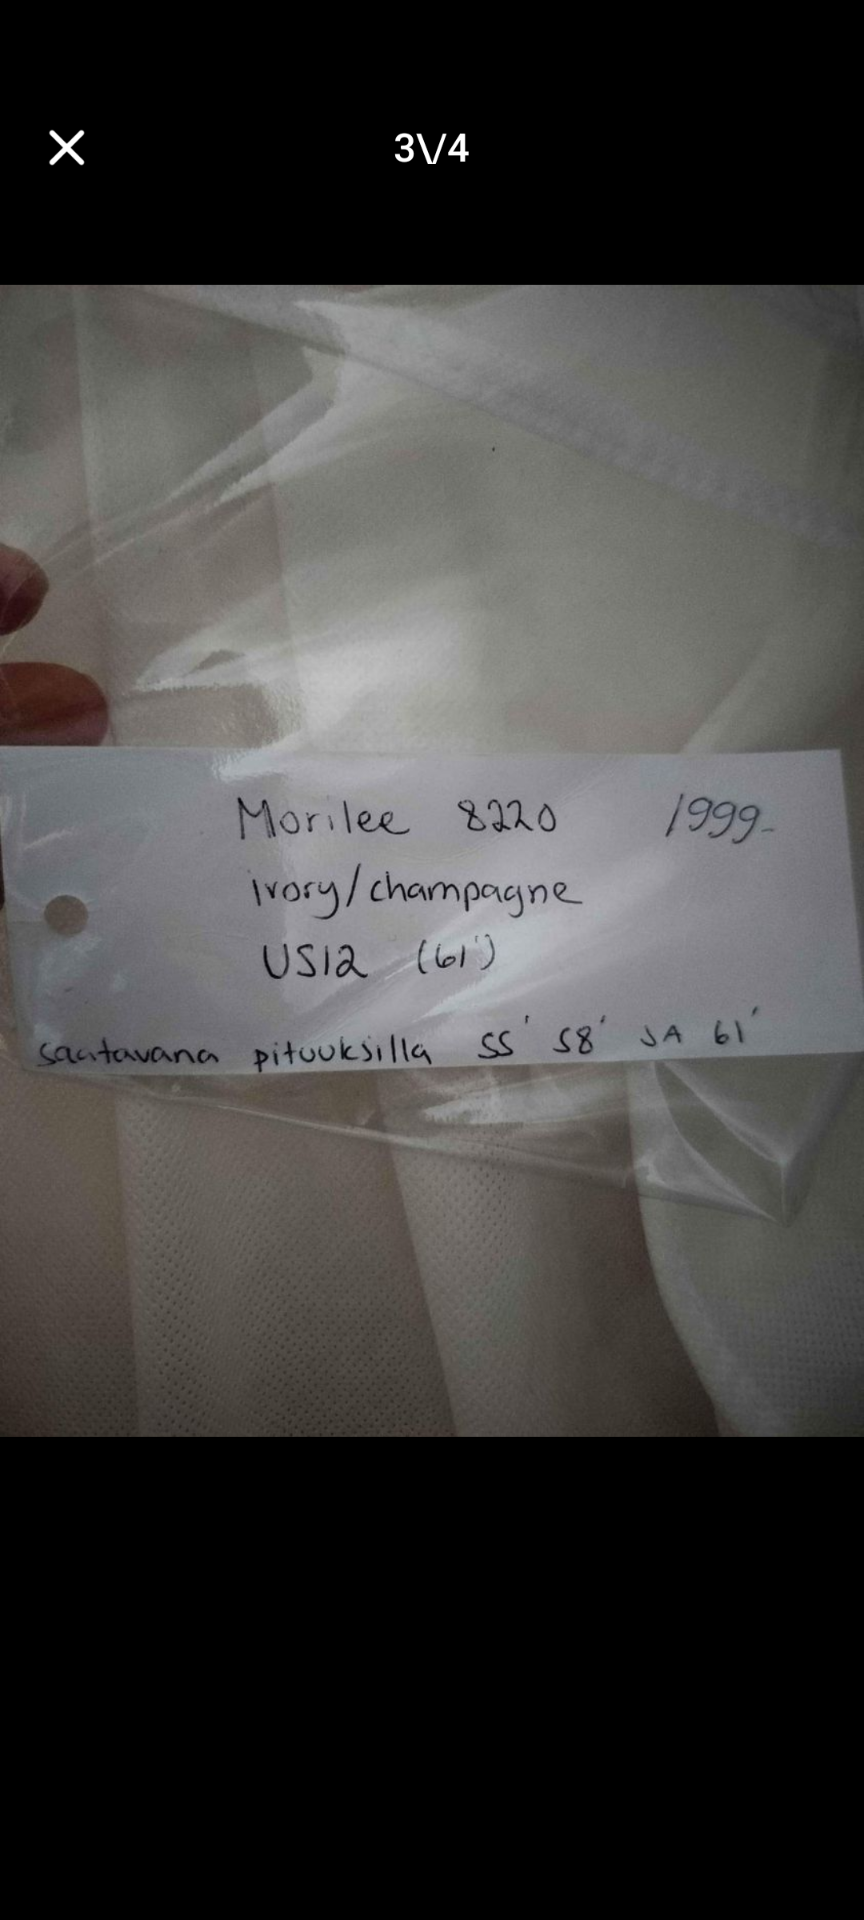 3\/4
Morilee 8220 1999-
ivory/champagne
US12 (61')
saatavana pituuksilla 55' 58' JA 61'